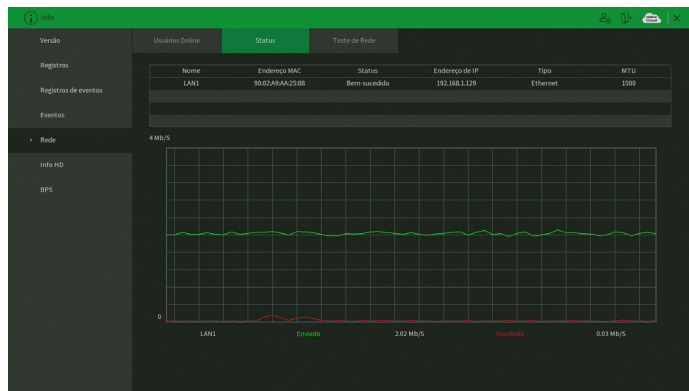 Info
Versão
Registros
Registros de eventos
Eventos
> Rede
Info HD
BPS
Usuários Online Status Teste de Rede
Nome Endereço MAC Status Endereço de IP Tipo MTU
LAN1 90:02:A9:AA:25:88 Bem-sucedido 192.168.1.129 Ethernet 1500
4 Mb/S
0
LAN1 Enviado 2.02 Mb/S Recebido 0.03 Mb/S